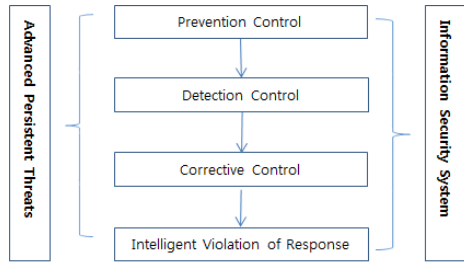 Advanced Persistent Threats
Prevention Control
Detection Control
Corrective Control
Intelligent Violation of Response
Information Security System